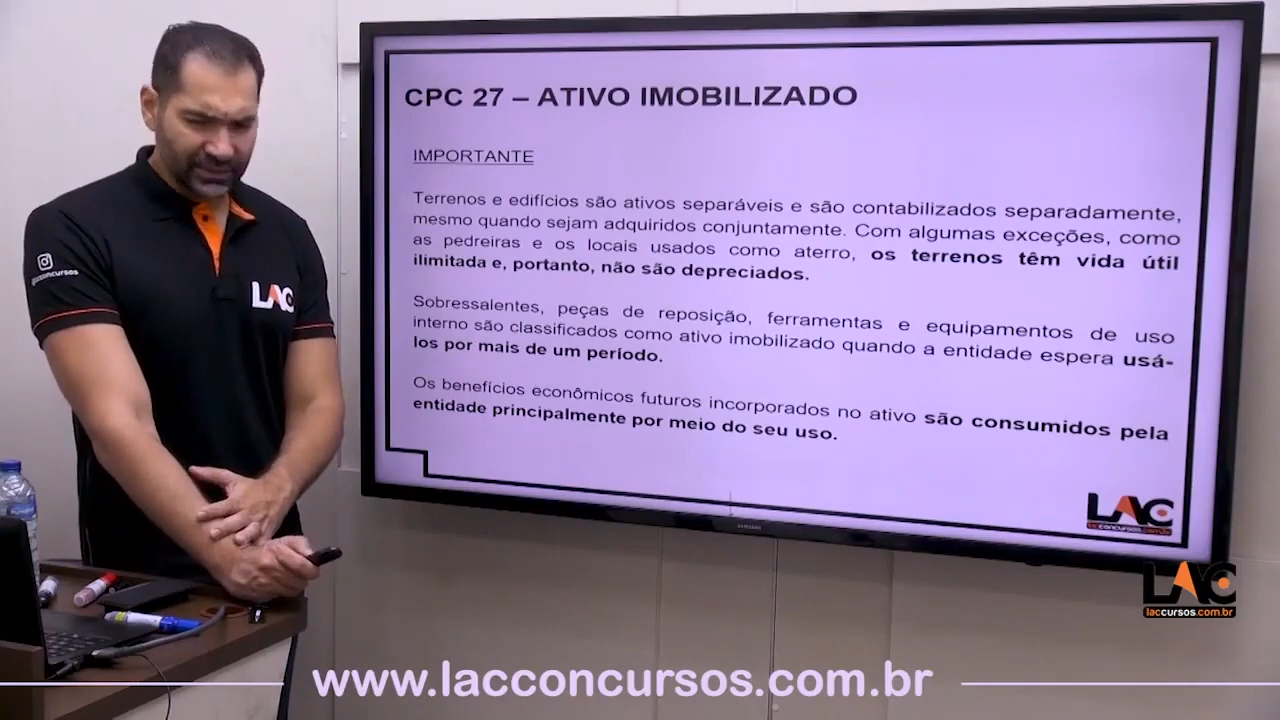 CPC 27 – ATIVO IMOBILIZADO
IMPORTANTE
Terrenos e edifícios são ativos separáveis e são contabilizados separadamente,
mesmo quando sejam adquiridos conjuntamente. Com algumas exceções, como
as pedreiras e os locais usados como aterro, os terrenos têm vida útil
ilimitada e, portanto, não são depreciados.
Sobressalentes, peças de reposição, ferramentas e equipamentos de uso
interno são classificados como ativo imobilizado quando a entidade espera usá-
los por mais de um período.
Os benefícios econômicos futuros incorporados no ativo são consumidos pela
entidade principalmente por meio do seu uso.
LAC
lacconcursos.com.br
SAMSUNG
LAC
laccursos.com.br
LAC
www.lacconcursos.com.br